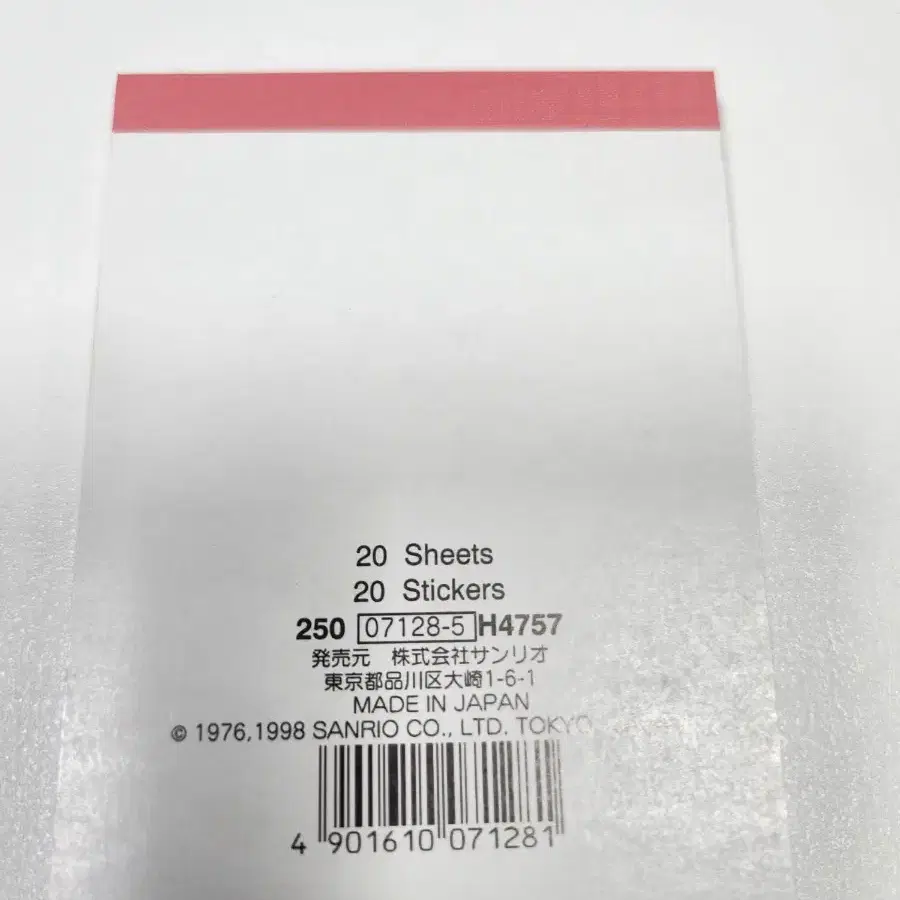 20 Sheets
20 Stickers
250 07128-5 H4757
発売元 株式会社サンリオ
東京都品川区大崎1-6-1
MADE IN JAPAN
© 1976,1998 SANRIO CO., LTD. TOKYO
4 901610 071281